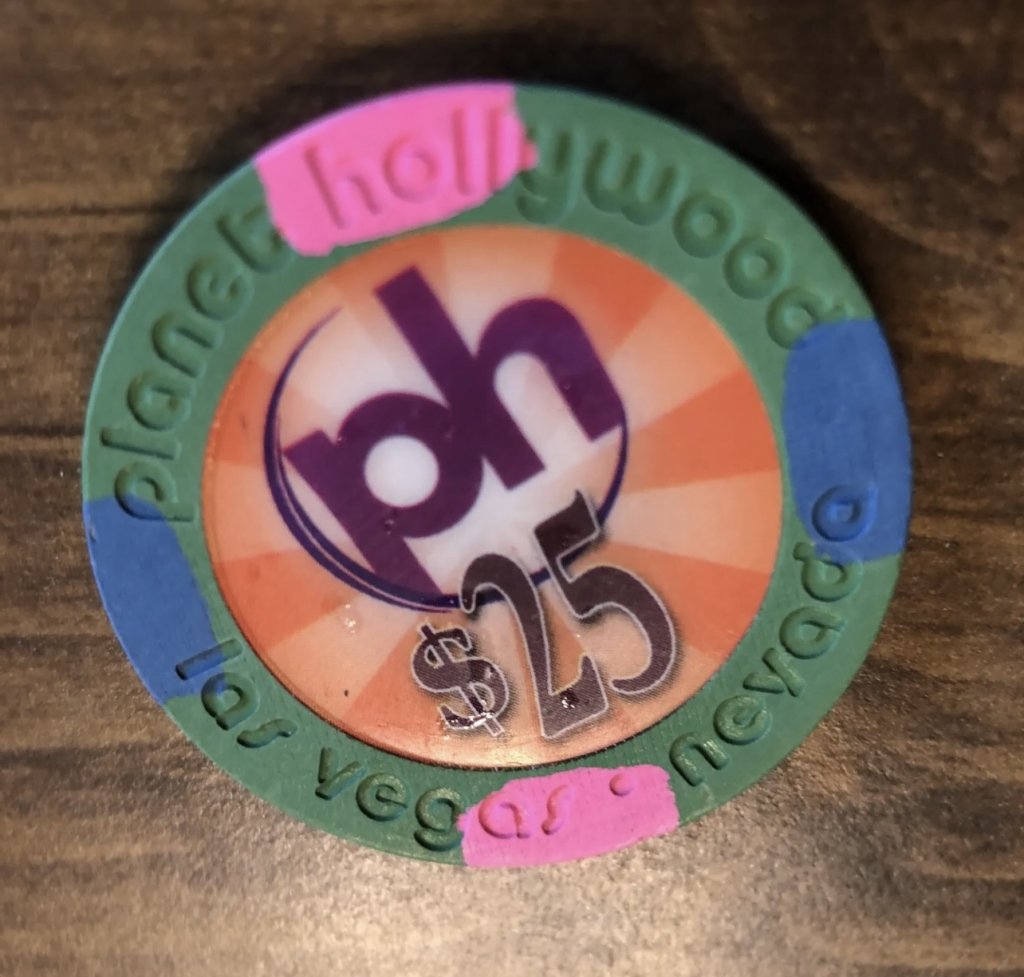 planet hollywood
ph
$25
las vegas · nevada